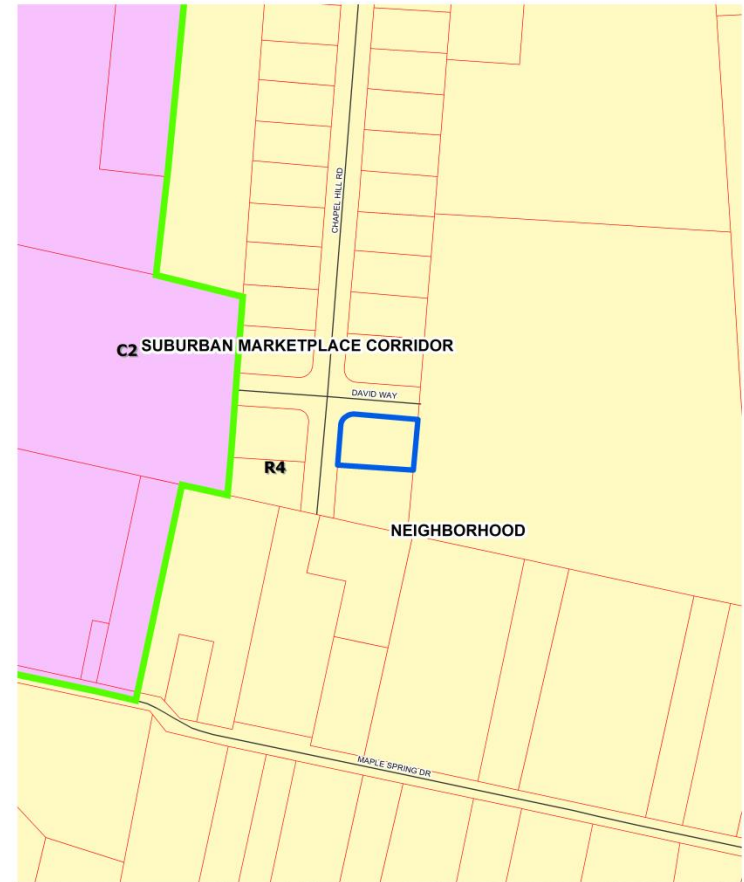 CHAPEL HILL RD
C2
SUBURBAN MARKETPLACE CORRIDOR
DAVID WAY
R4
NEIGHBORHOOD
MAPLE SPRING DR